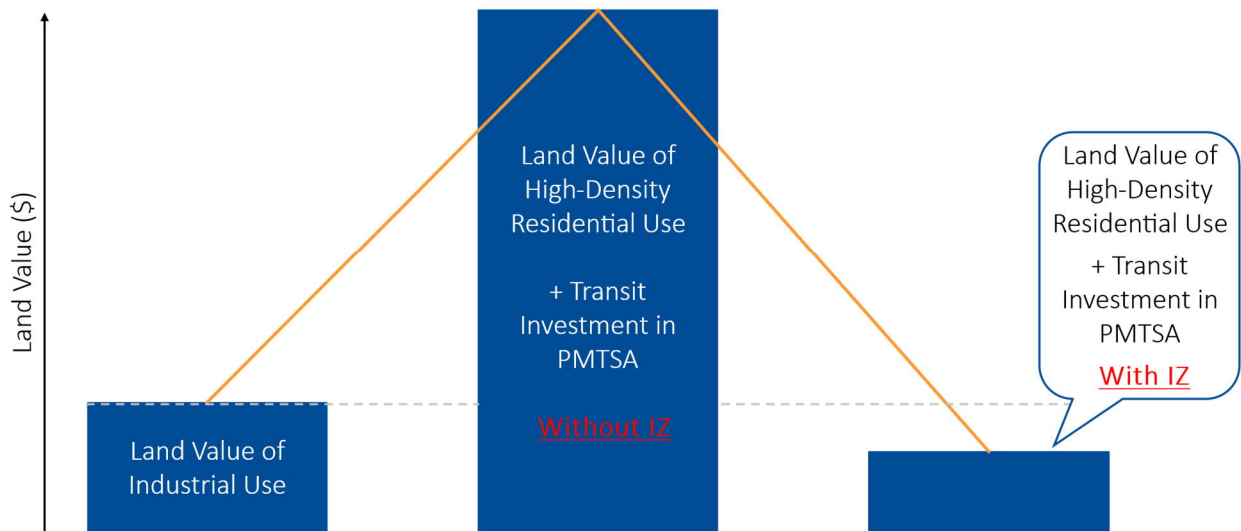 Land Value ($)
Land Value of
Industrial Use
Land Value of
High-Density
Residential Use
+ Transit
Investment in
PMTSA
Without IZ
Land Value of
High-Density
Residential Use
+ Transit
Investment in
PMTSA
With IZ